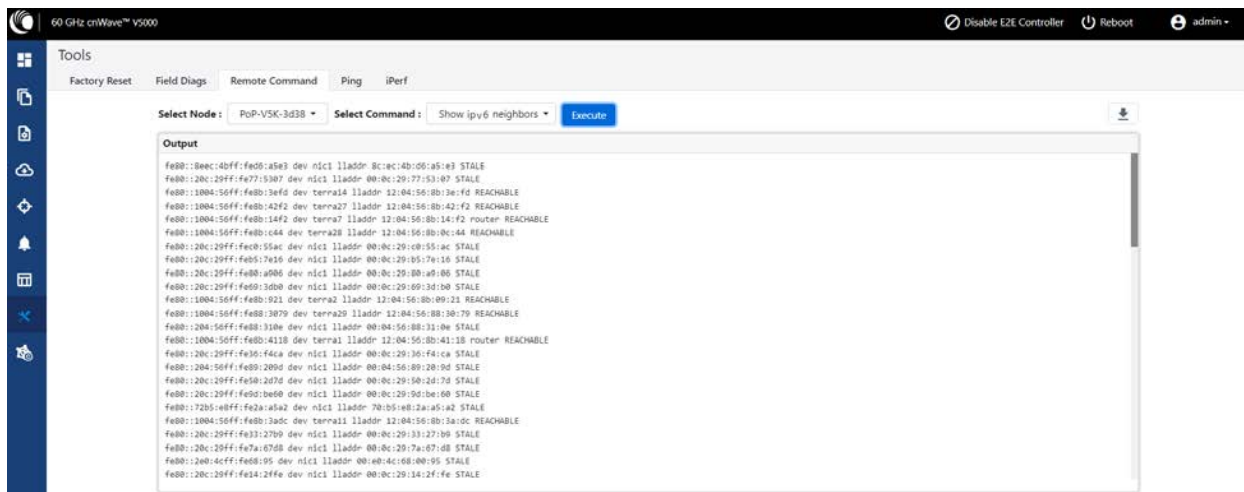 60 GHz cnWave™ V5000
Disable E2E Controller Reboot admin
Tools
Factory Reset Field Diags Remote Command Ping iPerf
Select Node : PoP-V5K-3d38 Select Command : Show ipv6 neighbors Execute
Output
fe80::8eec:4bff:fed6:a5e3 dev nic1 lladdr 8c:ec:4b:d6:a5:e3 STALE
fe80::20c:29ff:fe77:5307 dev nic1 lladdr 00:0c:29:77:53:07 STALE
fe80::1004:56ff:fe8b:3efd dev terra14 lladdr 12:04:56:8b:3e:fd REACHABLE
fe80::1004:56ff:fe8b:42f2 dev terra27 lladdr 12:04:56:8b:42:f2 REACHABLE
fe80::1004:56ff:fe8b:14f2 dev terra7 lladdr 12:04:56:8b:14:f2 router REACHABLE
fe80::1004:56ff:fe8b:c44 dev terra28 lladdr 12:04:56:8b:0c:44 REACHABLE
fe80::20c:29ff:fec0:55ac dev nic1 lladdr 00:0c:29:c0:55:ac STALE
fe80::20c:29ff:feb5:7e16 dev nic1 lladdr 00:0c:29:b5:7e:16 STALE
fe80::20c:29ff:fe80:a906 dev nic1 lladdr 00:0c:29:80:a9:06 STALE
fe80::20c:29ff:fe69:3db0 dev nic1 lladdr 00:0c:29:69:3d:b0 STALE
fe80::1004:56ff:fe8b:921 dev terra2 lladdr 12:04:56:8b:09:21 REACHABLE
fe80::1004:56ff:fe88:3079 dev terra29 lladdr 12:04:56:88:30:79 REACHABLE
fe80::204:56ff:fe88:310e dev nic1 lladdr 00:04:56:88:31:0e STALE
fe80::1004:56ff:fe8b:4118 dev terra1 lladdr 12:04:56:8b:41:18 router REACHABLE
fe80::20c:29ff:fe36:f4ca dev nic1 lladdr 00:0c:29:36:f4:ca STALE
fe80::204:56ff:fe89:209d dev nic1 lladdr 00:04:56:89:20:9d STALE
fe80::20c:29ff:fe50:2d7d dev nic1 lladdr 00:0c:29:50:2d:7d STALE
fe80::20c:29ff:fe9d:be60 dev nic1 lladdr 00:0c:29:9d:be:60 STALE
fe80::72b5:e8ff:fe2a:a5a2 dev nic1 lladdr 70:b5:e8:2a:a5:a2 STALE
fe80::1004:56ff:fe8b:3adc dev terra11 lladdr 12:04:56:8b:3a:dc REACHABLE
fe80::20c:29ff:fe33:27b9 dev nic1 lladdr 00:0c:29:33:27:b9 STALE
fe80::20c:29ff:fe7a:67d8 dev nic1 lladdr 00:0c:29:7a:67:d8 STALE
fe80::2e0:4cff:fe68:95 dev nic1 lladdr 00:e0:4c:68:00:95 STALE
fe80::20c:29ff:fe14:2ffe dev nic1 lladdr 00:0c:29:14:2f:fe STALE